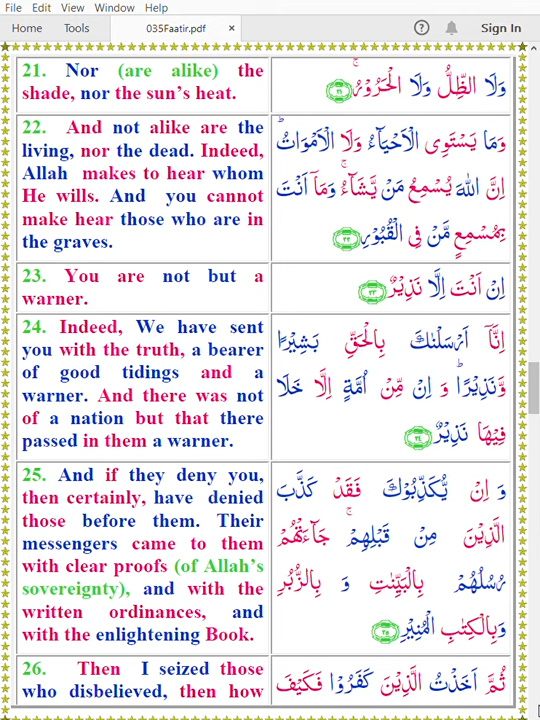 File Edit View Window Help
Home Tools 035Faatir.pdf × Sign In
21. Nor (are alike) the
shade, nor the sun’s heat.
وَلَا الظِّلُّ وَلَا الْحَرُوْرُۚ ﴿۲۱﴾
22. And not alike are the
living, nor the dead. Indeed,
Allah makes to hear whom
He wills. And you cannot
make hear those who are in
the graves.
وَمَا يَسْتَوِى الْاَحْيَآءُ وَلَا الْاَمْوَاتُؕ
اِنَّ اللّٰهَ يُسْمِعُ مَنْ يَّشَآءُۚ وَمَاۤ اَنْتَ
بِمُسْمِعٍ مَّنْ فِى الْقُبُوْرِ ﴿۲۲﴾
23. You are not but a
warner.
اِنْ اَنْتَ اِلَّا نَذِيْرٌ ﴿۲۳﴾
24. Indeed, We have sent
you with the truth, a bearer
of good tidings and a
warner. And there was not
of a nation but that there
passed in them a warner.
اِنَّاۤ اَرْسَلْنٰكَ بِالْحَقِّ بَشِيْرًا
وَّنَذِيْرًاؕ وَ اِنْ مِّنْ اُمَّةٍ اِلَّا خَلَا
فِيْهَا نَذِيْرٌ ﴿۲۴﴾
25. And if they deny you,
then certainly, have denied
those before them. Their
messengers came to them
with clear proofs (of Allah’s
sovereignty), and with the
written ordinances, and
with the enlightening Book.
وَ اِنْ يُّكَذِّبُوْكَ فَقَدْ كَذَّبَ
الَّذِيْنَ مِنْ قَبْلِهِمْۚ جَآءَتْهُمْ
رُسُلُهُمْ بِالْبَيِّنٰتِ وَ بِالزُّبُرِ
وَبِالْكِتٰبِ الْمُنِيْرِ ﴿۲۵﴾
26. Then I seized those
who disbelieved, then how
ثُمَّ اَخَذْتُ الَّذِيْنَ كَفَرُوْا فَكَيْفَ